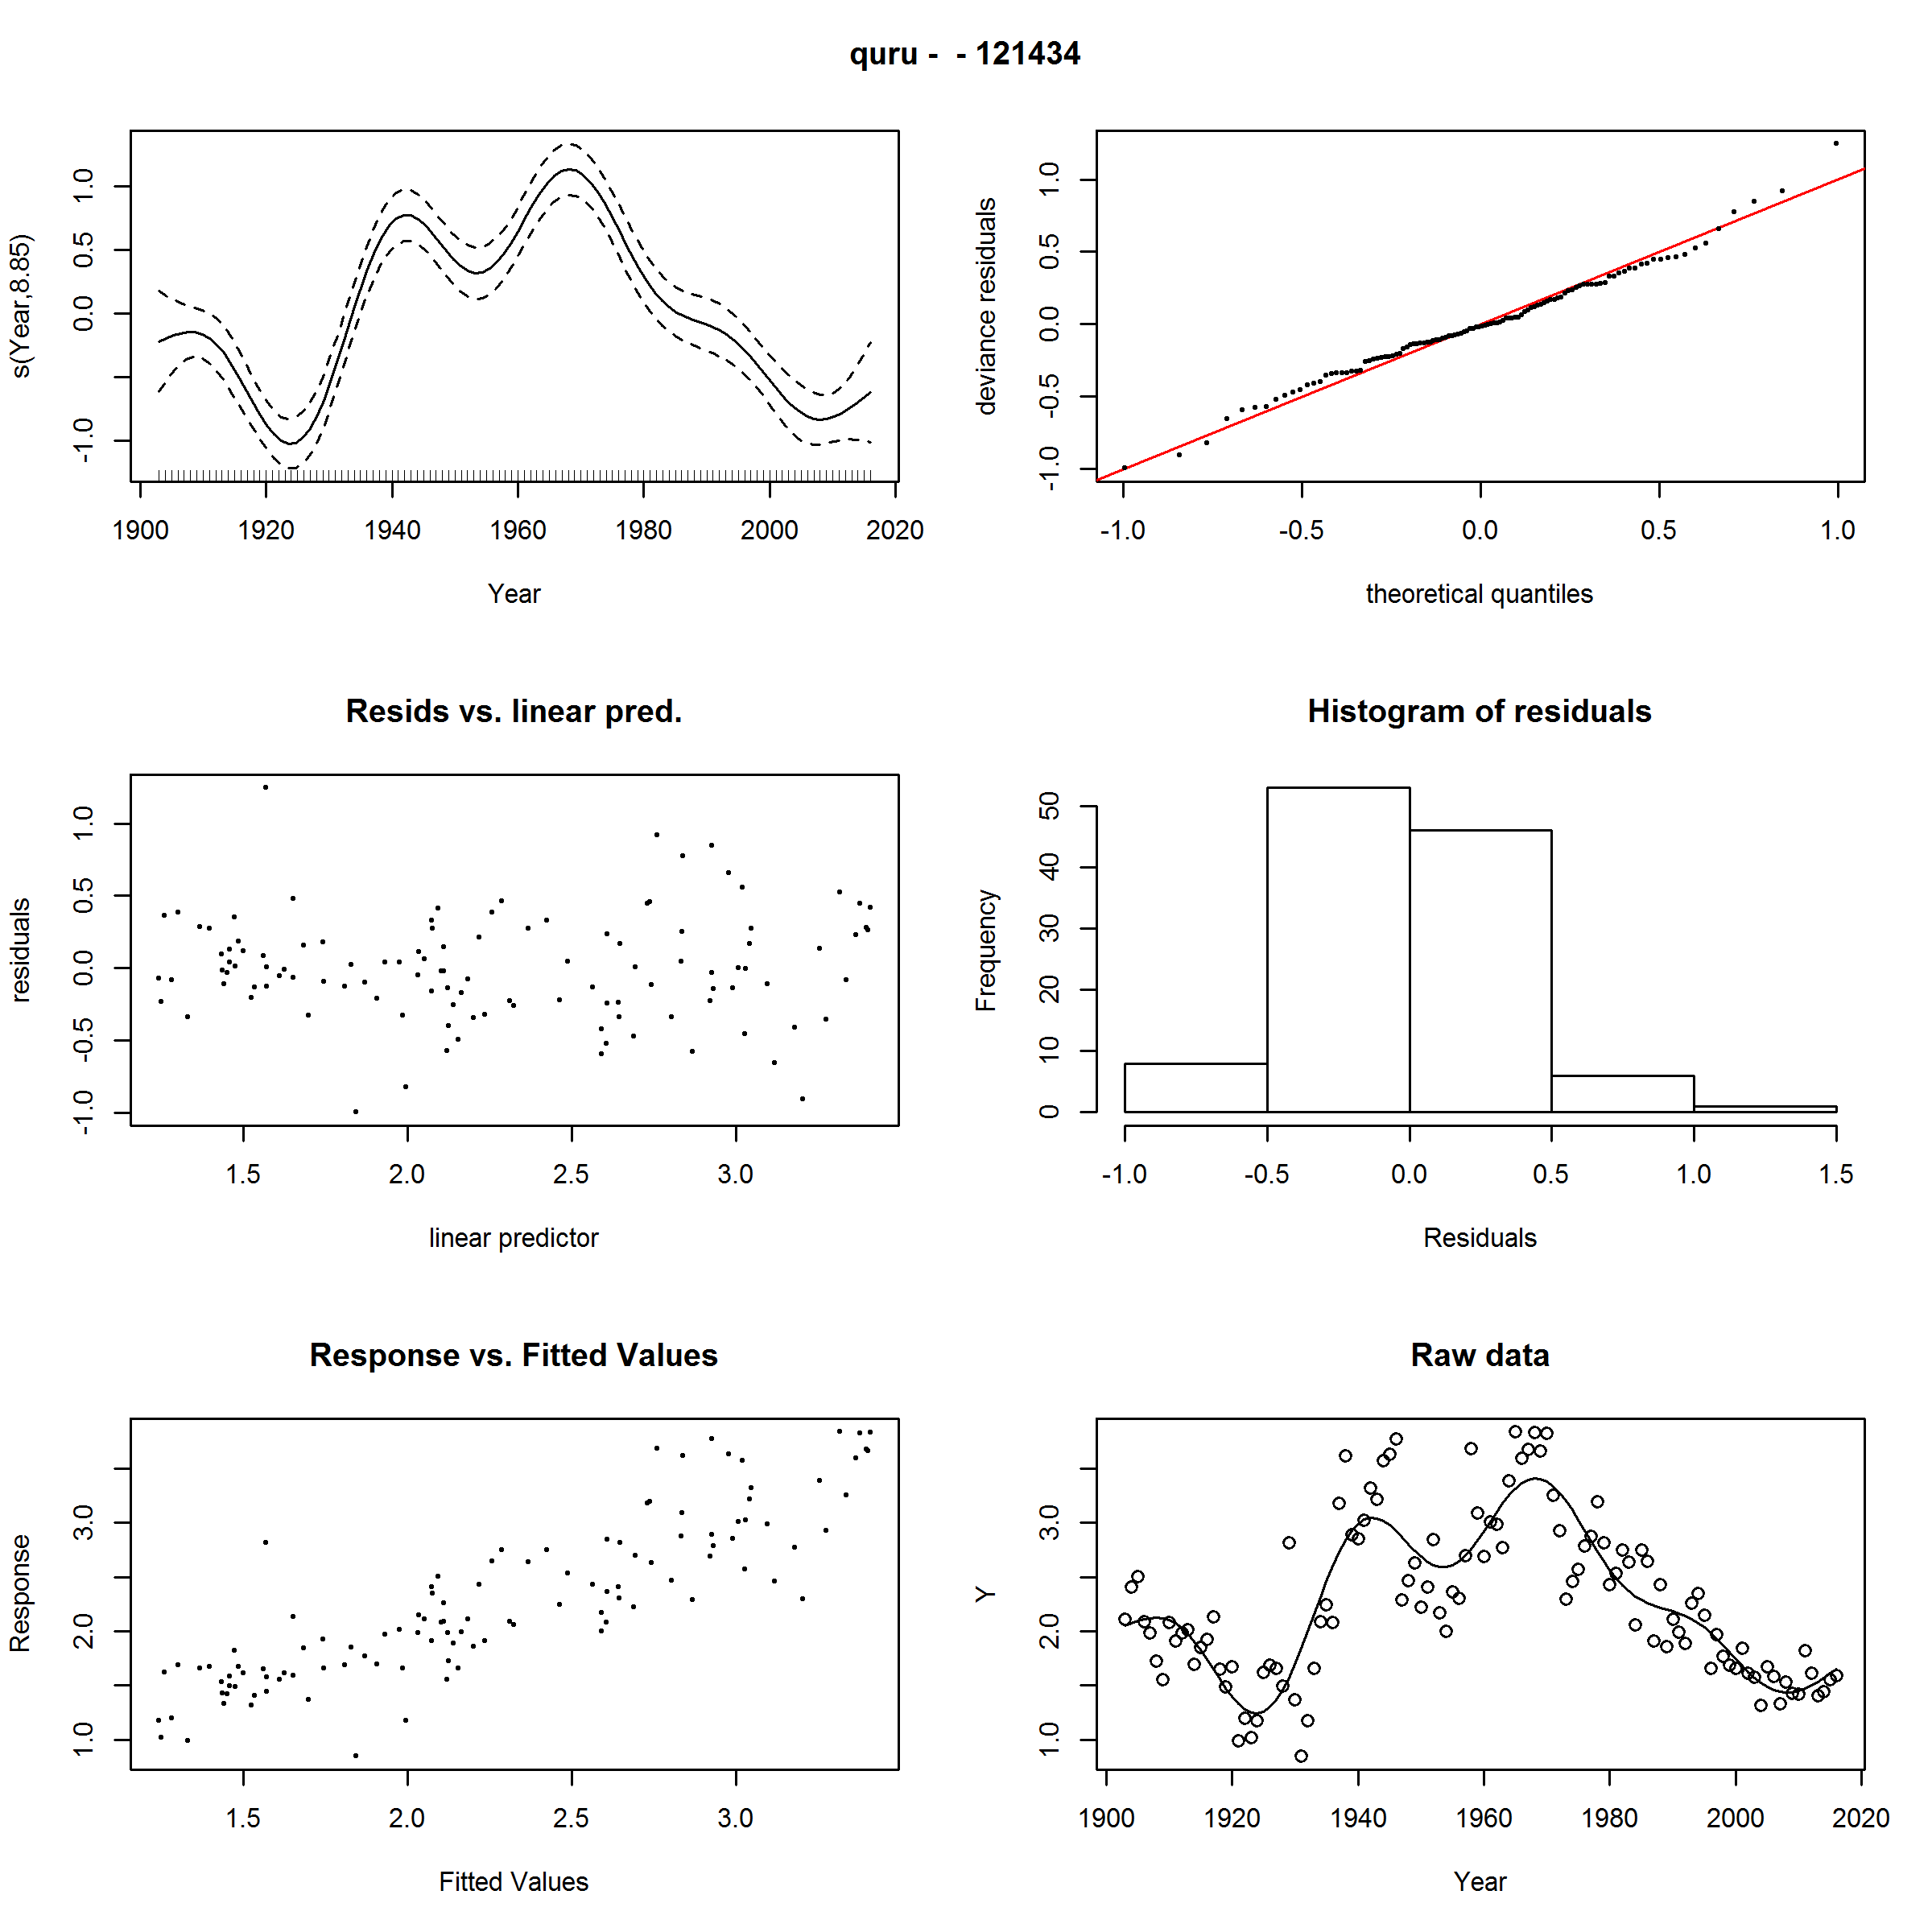 quru -  - 121434
s(Year,8.85)
-1.0 0.0 0.5 1.0
1900 1920 1940 1960 1980 2000 2020
Year
deviance residuals
-1.0 -0.5 0.0 0.5 1.0
-1.0 -0.5 0.0 0.5 1.0
theoretical quantiles
Resids vs. linear pred.
residuals
-1.0 -0.5 0.0 0.5 1.0
1.5 2.0 2.5 3.0
linear predictor
Histogram of residuals
Frequency
0 10 20 30 40 50
-1.0 -0.5 0.0 0.5 1.0 1.5
Residuals
Response vs. Fitted Values
Response
1.0 2.0 3.0
1.5 2.0 2.5 3.0
Fitted Values
Raw data
Y
1.0 2.0 3.0
1900 1920 1940 1960 1980 2000 2020
Year